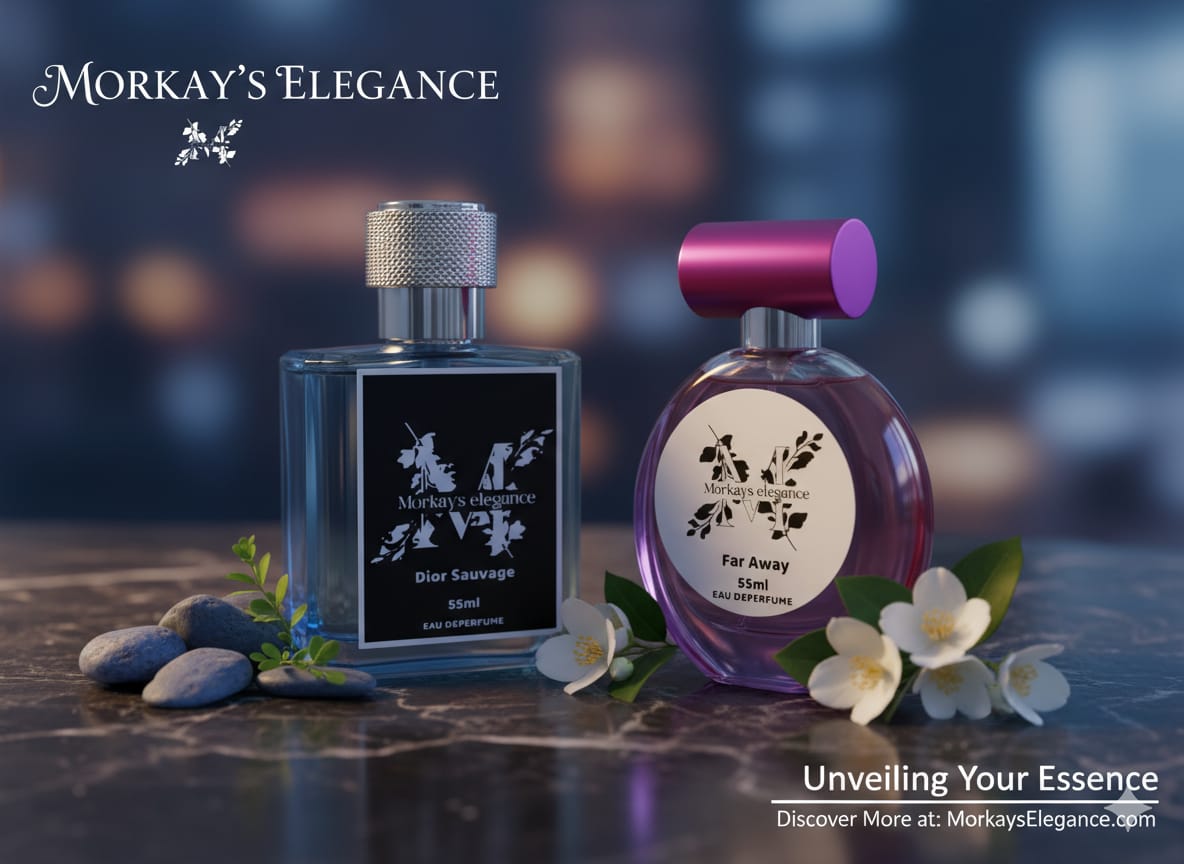 MORKAY'S ELEGANCE
Morkays elegance
Dior Sauvage
55ml
EAU DEPERFUME
Morkays elegance
Far Away
55ml
EAU DEPERFUME
Unveiling Your Essence
Discover More at: MorkaysElegance.com